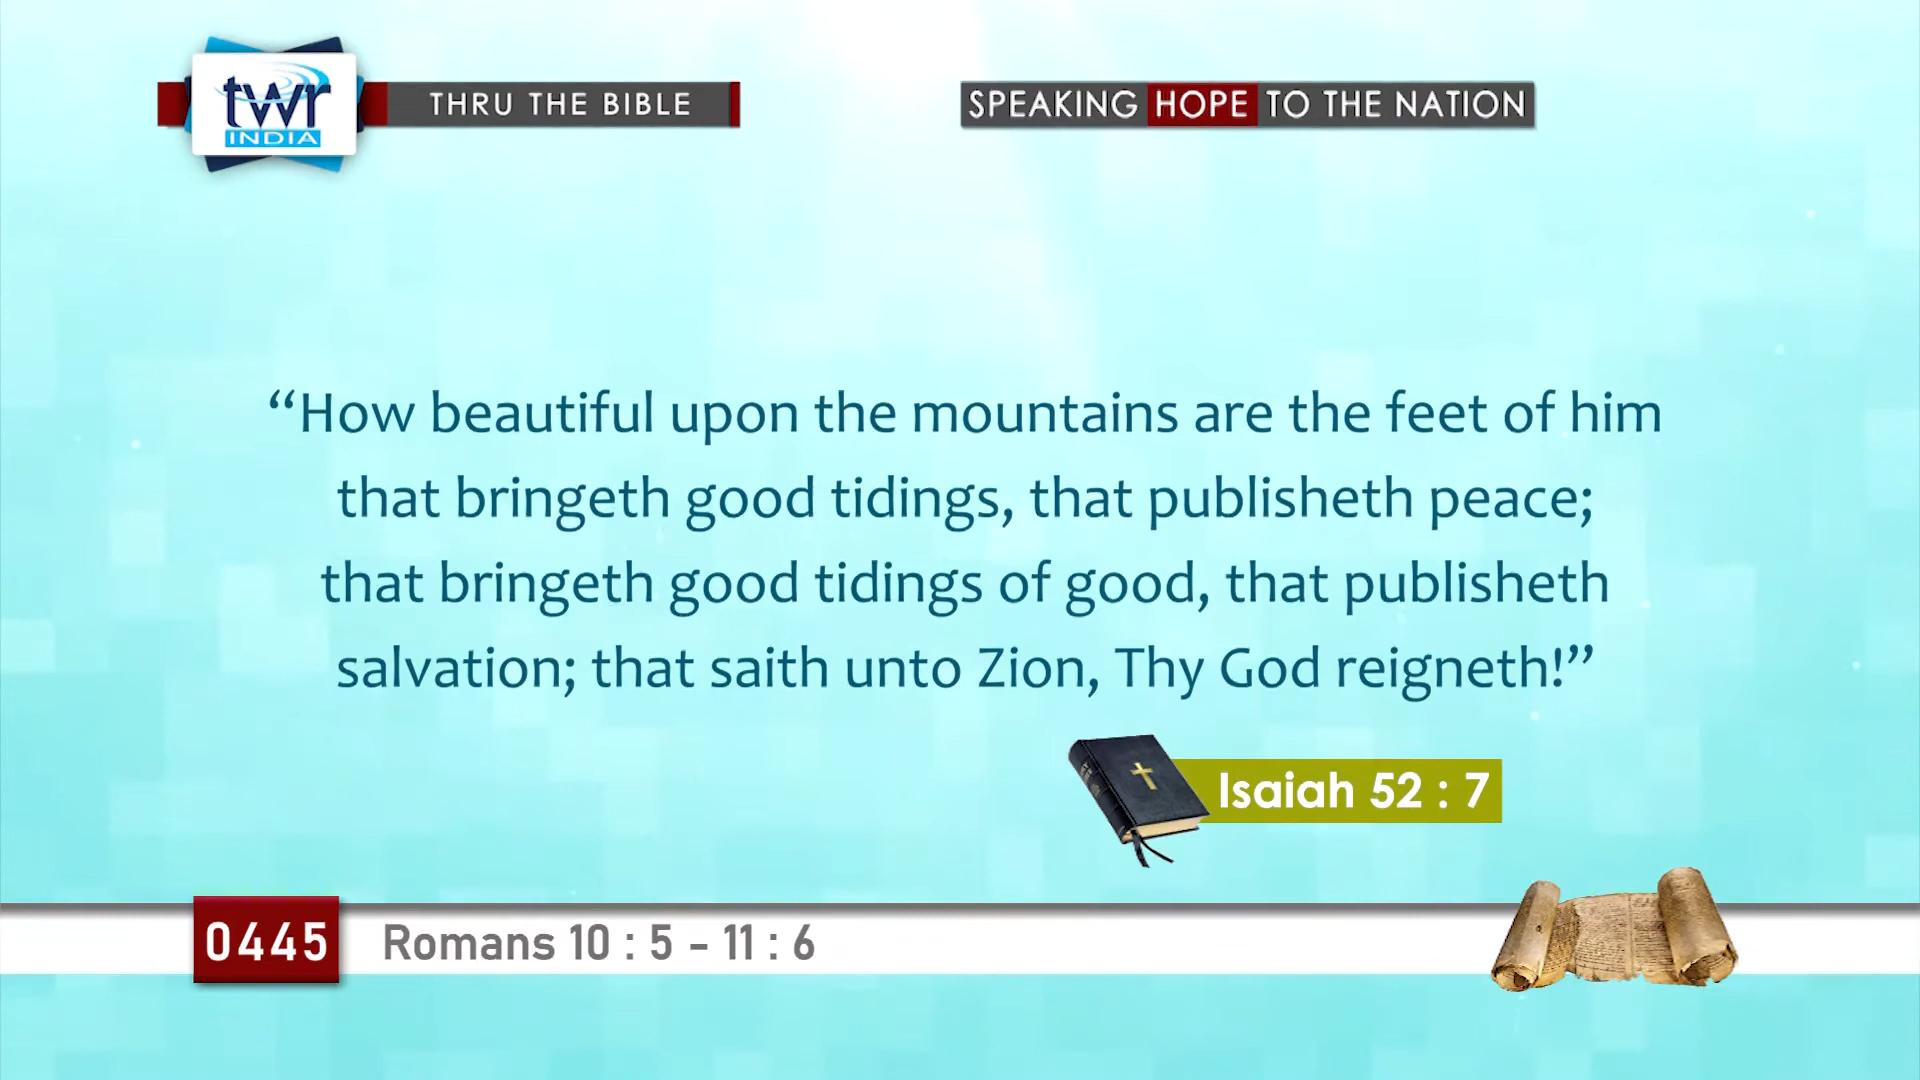 twr
INDIA
THRU THE BIBLE
SPEAKING HOPE TO THE NATION
“How beautiful upon the mountains are the feet of him
that bringeth good tidings, that publisheth peace;
that bringeth good tidings of good, that publisheth
salvation; that saith unto Zion, Thy God reigneth!”
Isaiah 52 : 7
0445
Romans 10 : 5 – 11 : 6